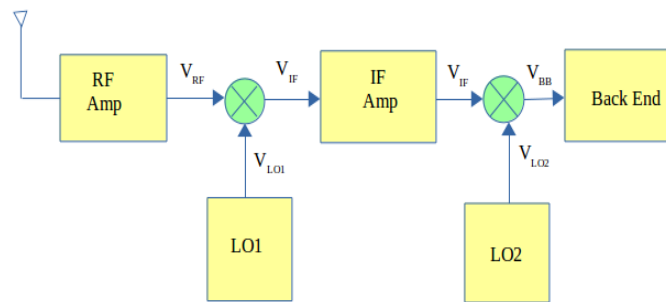 RF
Amp
V_RF
V_IF
IF
Amp
V_IF
V_BB
Back End
V_LO1
V_LO2
LO1
LO2